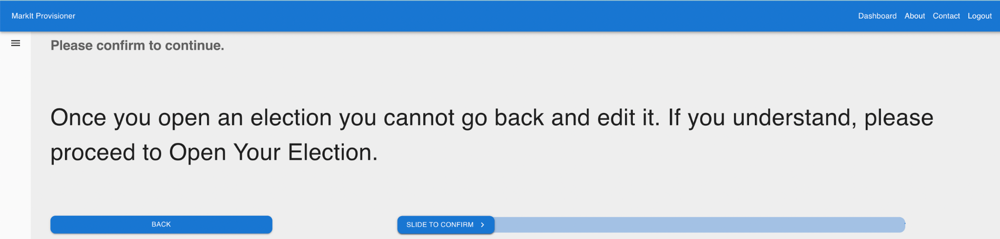 MarkIt Provisioner
Dashboard About Contact Logout
Please confirm to continue.
Once you open an election you cannot go back and edit it. If you understand, please
proceed to Open Your Election.
BACK
SLIDE TO CONFIRM